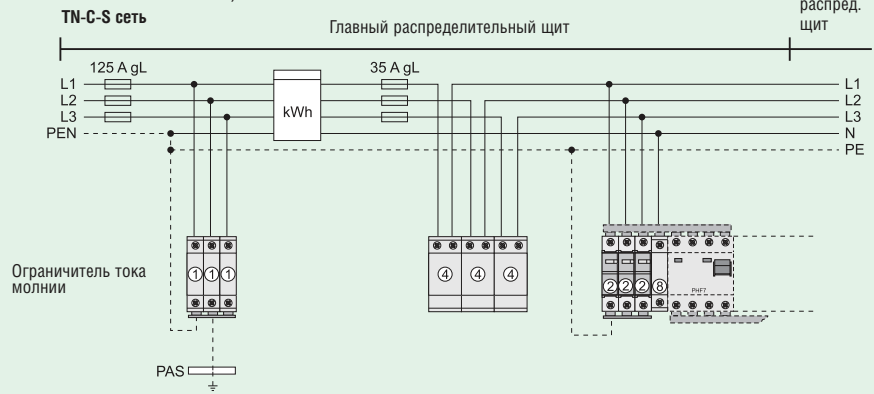 распред.
щит
TN-C-S сеть
Главный распределительный щит
125 A gL
35 A gL
L1
L2
L3
PEN
kWh
L1
L2
L3
N
PE
Ограничитель тока
молнии
1 1 1
4 4 4
2 2 2 8
PHF7
PAS